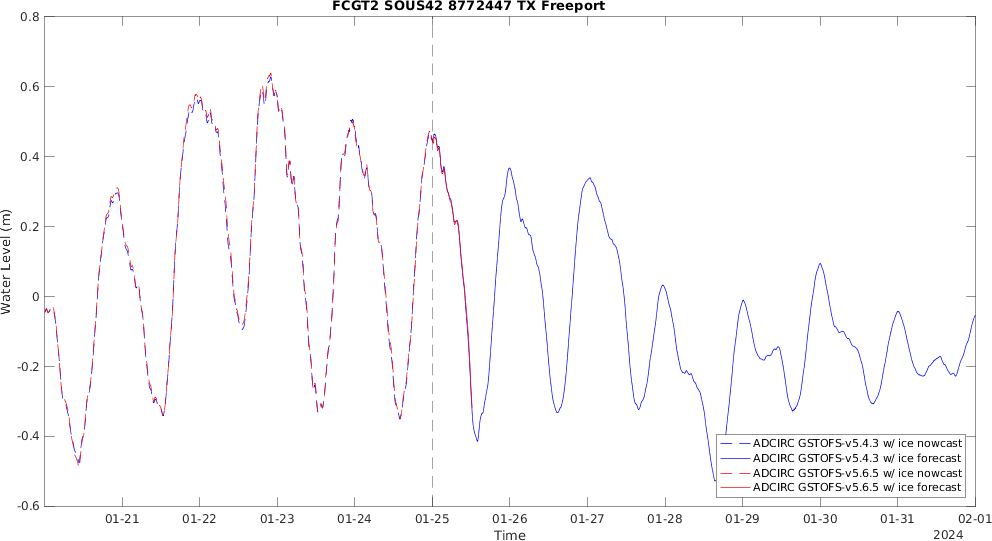 FCGT2 SOUS42 8772447 TX Freeport
Water Level (m)
0.8
0.6
0.4
0.2
0
-0.2
-0.4
-0.6
ADCIRC GSTOFS-v5.4.3 w/ ice nowcast
ADCIRC GSTOFS-v5.4.3 w/ ice forecast
ADCIRC GSTOFS-v5.6.5 w/ ice nowcast
ADCIRC GSTOFS-v5.6.5 w/ ice forecast
01-21 01-22 01-23 01-24 01-25 01-26 01-27 01-28 01-29 01-30 01-31 02-01
Time
2024